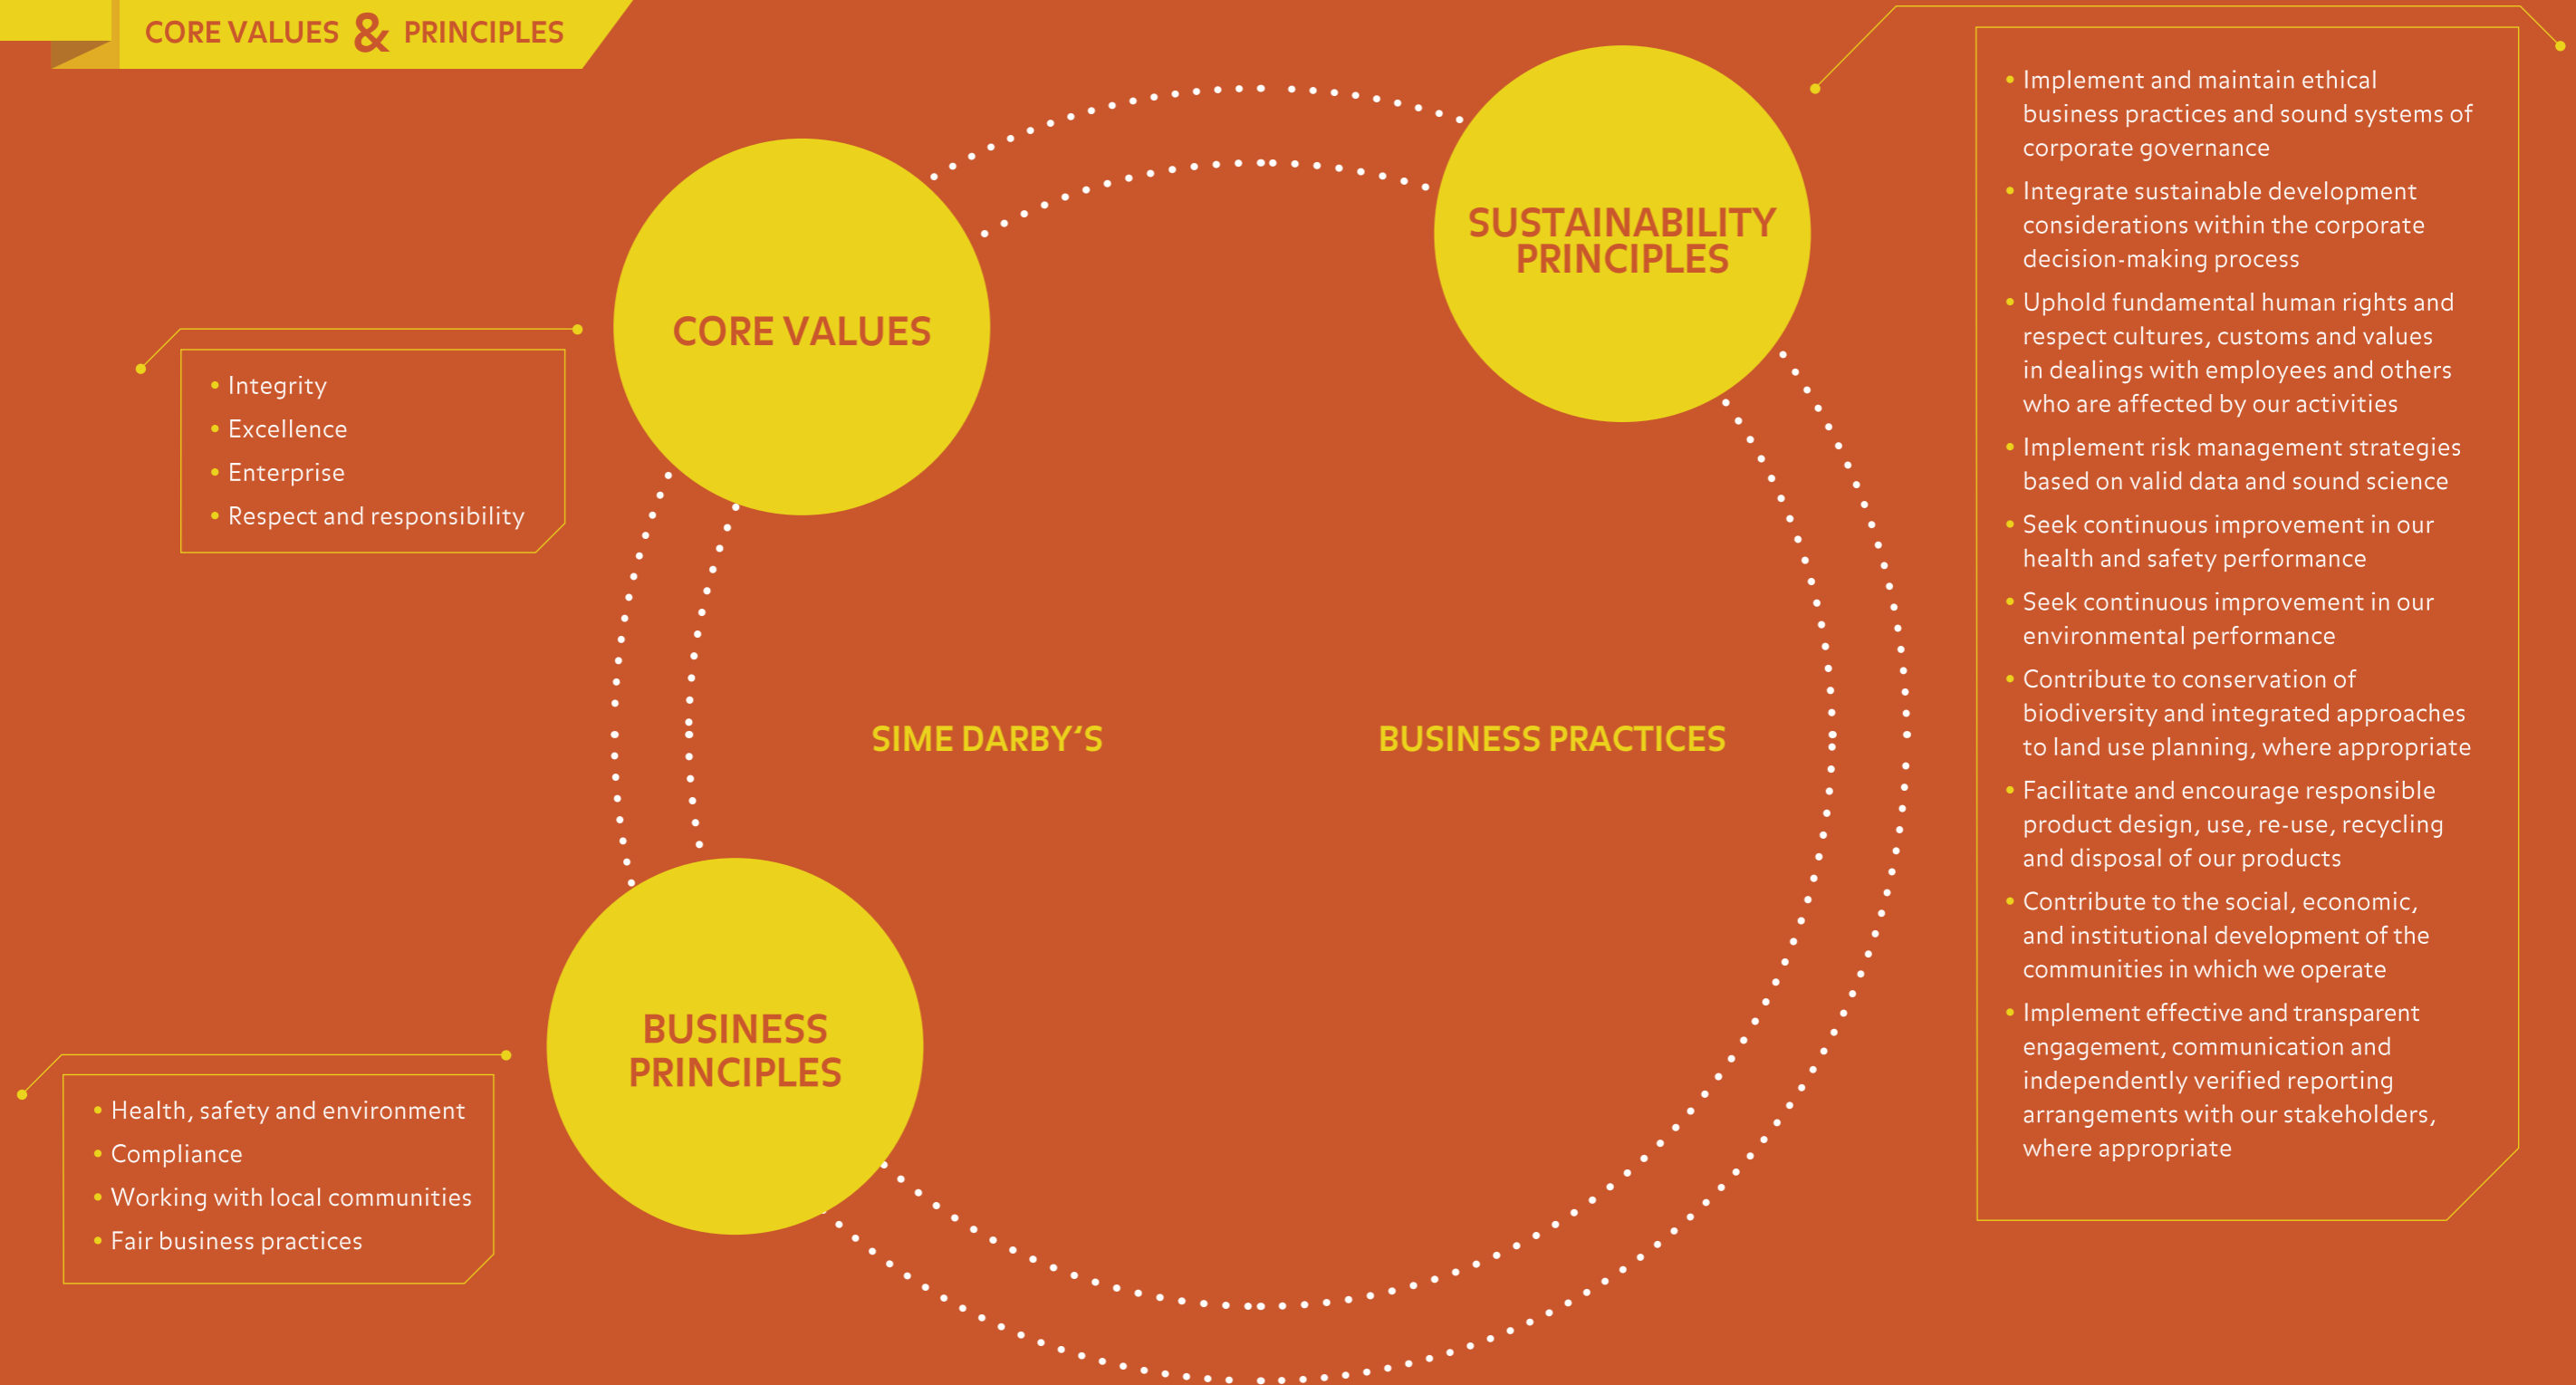 CORE VALUES & PRINCIPLES
CORE VALUES
• Integrity
• Excellence
• Enterprise
• Respect and responsibility
SUSTAINABILITY
PRINCIPLES
• Implement and maintain ethical
business practices and sound systems of
corporate governance
• Integrate sustainable development
considerations within the corporate
decision-making process
• Uphold fundamental human rights and
respect cultures, customs and values
in dealings with employees and others
who are affected by our activities
• Implement risk management strategies
based on valid data and sound science
• Seek continuous improvement in our
health and safety performance
• Seek continuous improvement in our
environmental performance
• Contribute to conservation of
biodiversity and integrated approaches
to land use planning, where appropriate
• Facilitate and encourage responsible
product design, use, re-use, recycling
and disposal of our products
• Contribute to the social, economic,
and institutional development of the
communities in which we operate
• Implement effective and transparent
engagement, communication and
independently verified reporting
arrangements with our stakeholders,
where appropriate
SIME DARBY’S BUSINESS PRACTICES
BUSINESS
PRINCIPLES
• Health, safety and environment
• Compliance
• Working with local communities
• Fair business practices